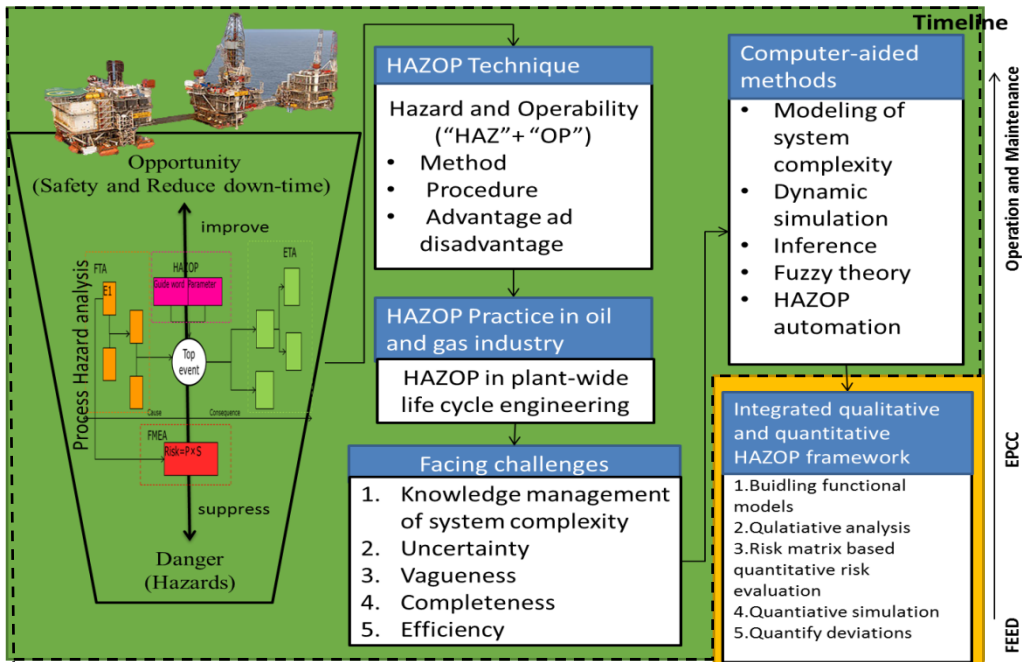 Timeline
Opportunity
(Safety and Reduce down-time)
improve
Process Hazard analysis
FTA
E1
HAZOP
Guide word Parameter
ETA
Top
event
Cause
Consequence
FMEA
Risk=P×S
suppress
Danger
(Hazards)
HAZOP Technique
Hazard and Operability
(“HAZ”+ “OP”)
• Method
• Procedure
• Advantage ad
disadvantage
HAZOP Practice in oil
and gas industry
HAZOP in plant-wide
life cycle engineering
Facing challenges
1. Knowledge management
of system complexity
2. Uncertainty
3. Vagueness
4. Completeness
5. Efficiency
Computer-aided
methods
• Modeling of
system
complexity
• Dynamic
simulation
• Inference
• Fuzzy theory
• HAZOP
automation
Integrated qualitative
and quantitative
HAZOP framework
1.Buidling functional
models
2.Qulatiative analysis
3.Risk matrix based
quantitative risk
evaluation
4.Quantiative simulation
5.Quantify deviations
Operation and Maintenance
EPCC
FEED